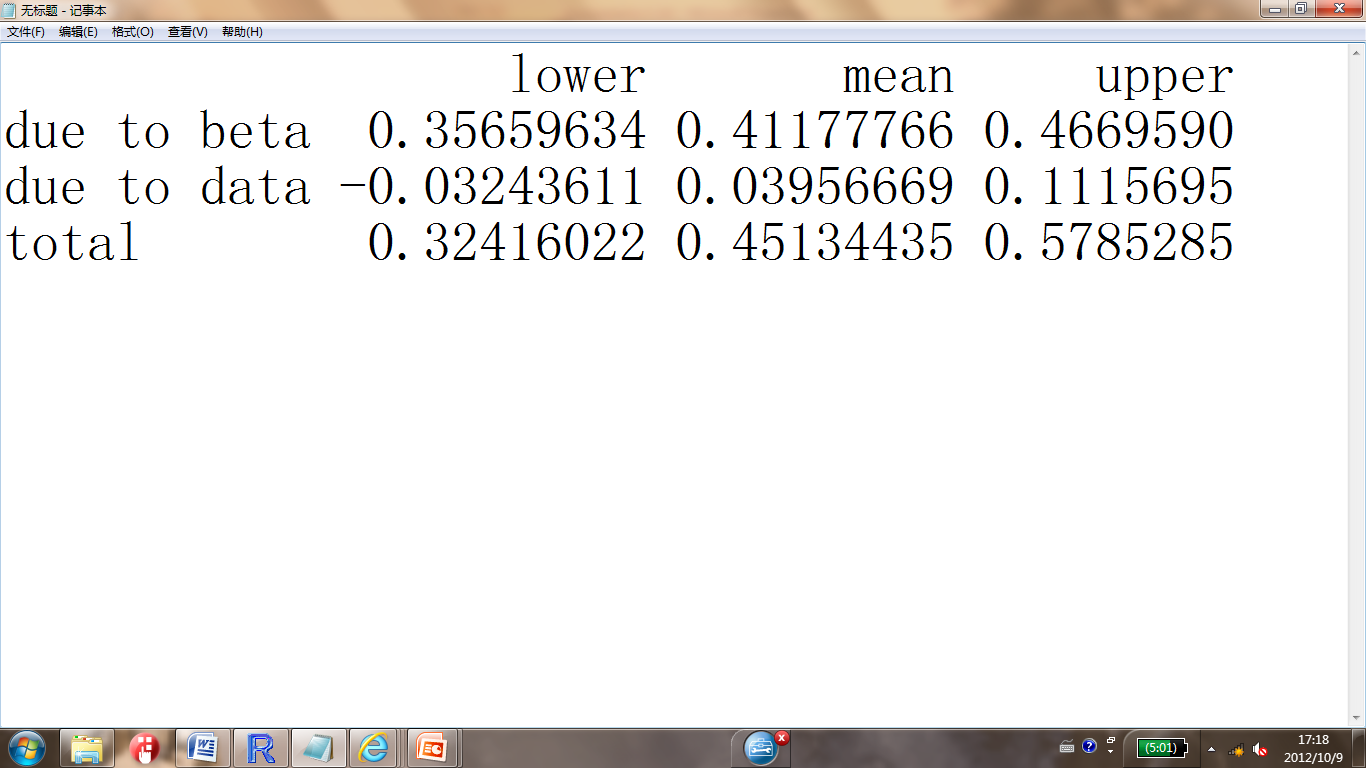 无标题 - 记事本
文件(F) 编辑(E) 格式(O) 查看(V) 帮助(H)
lower mean upper
due to beta 0.35659634 0.41177766 0.4669590
due to data -0.03243611 0.03956669 0.1115695
total 0.32416022 0.45134435 0.5785285
(5:01)
17:18
2012/10/9